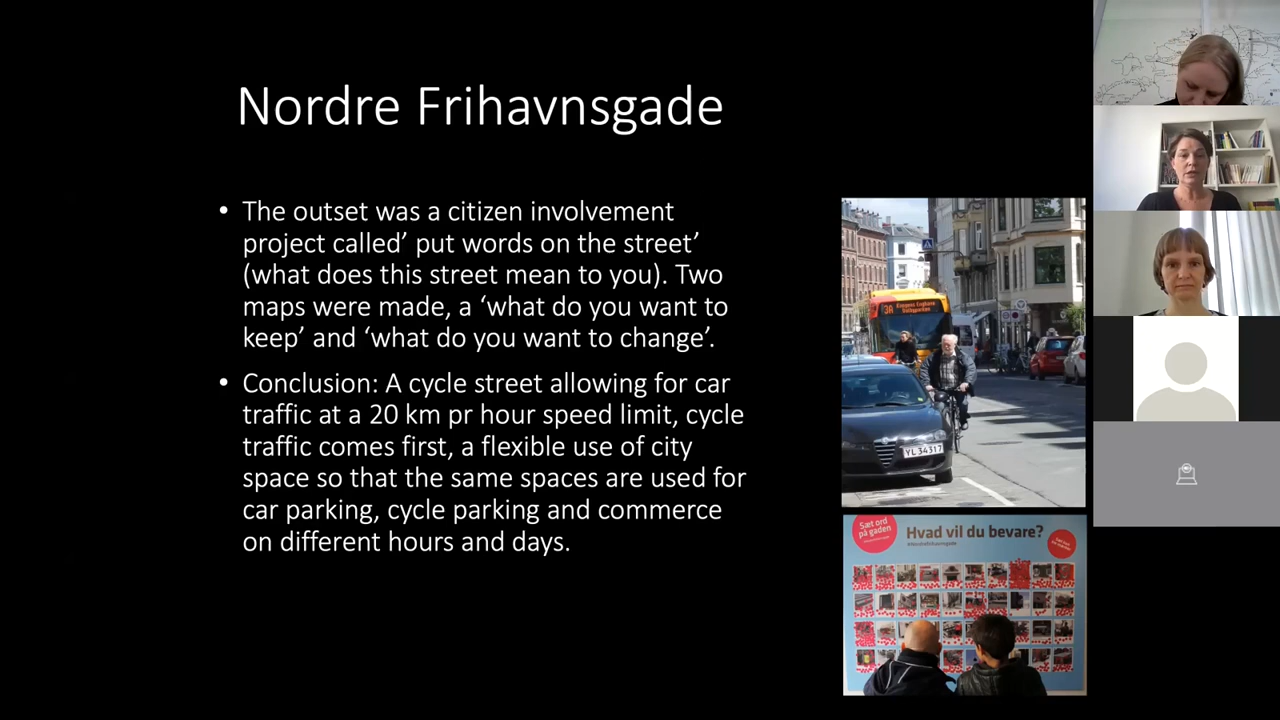 Nordre Frihavnsgade
• The outset was a citizen involvement
project called’ put words on the street’
(what does this street mean to you). Two
maps were made, a ‘what do you want to
keep’ and ‘what do you want to change’.
• Conclusion: A cycle street allowing for car
traffic at a 20 km pr hour speed limit, cycle
traffic comes first, a flexible use of city
space so that the same spaces are used for
car parking, cycle parking and commerce
on different hours and days.
3A
YL 34317
Sæt ord
på gaden
Hvad vil du bevare?